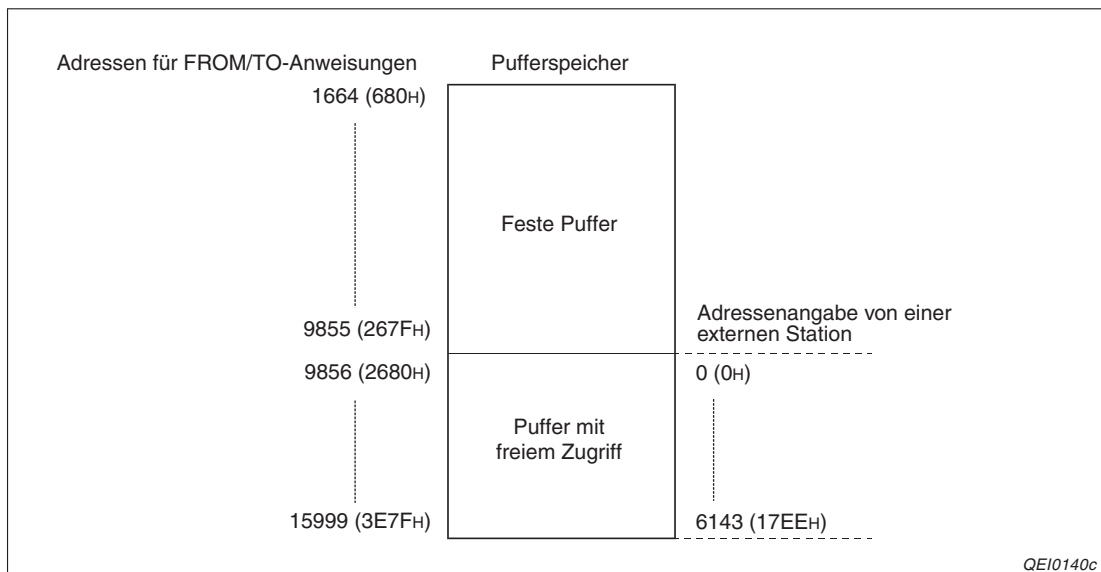 Adressen für FROM/TO-Anweisungen
Pufferspeicher
1664 (680H)
Feste Puffer
9855 (267FH)
Adressenangabe von einer
externen Station
9856 (2680H)
0 (0H)
Puffer mit
freiem Zugriff
15999 (3E7FH)
6143 (17EEH)
QEI0140c